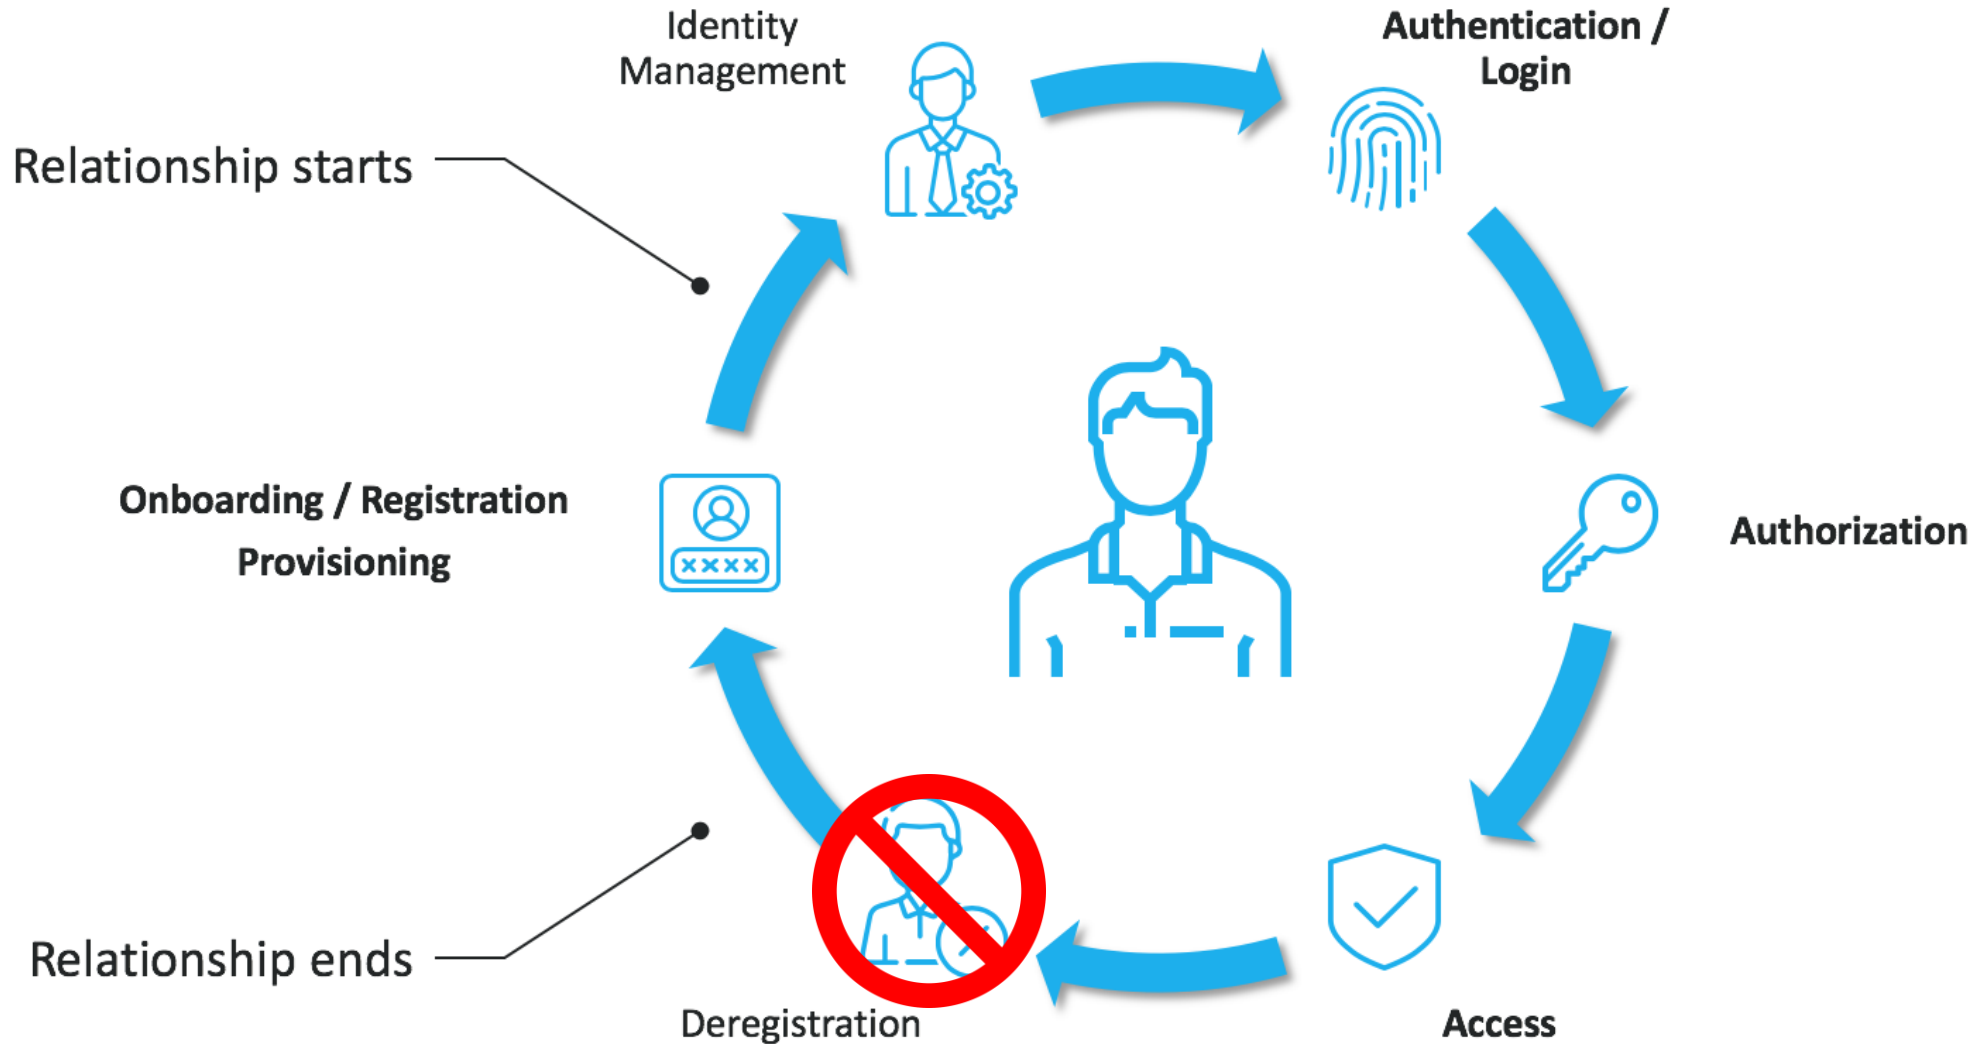 Identity
Management
Authentication /
Login
Relationship starts
Onboarding / Registration
Provisioning
××××
Authorization
Relationship ends
Deregistration
Access